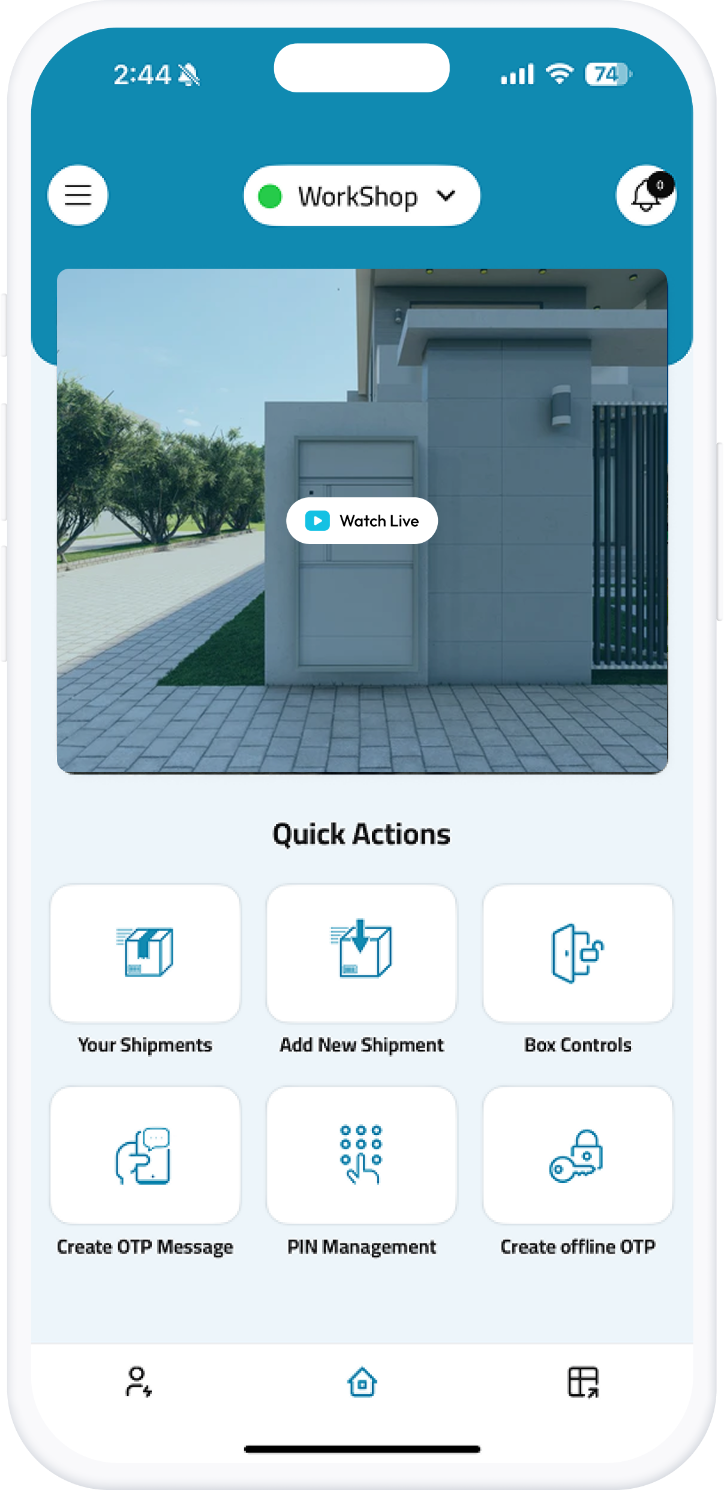 2:44
74
WorkShop
0
Watch Live
Quick Actions
Your Shipments
Add New Shipment
Box Controls
Create OTP Message
PIN Management
Create offline OTP